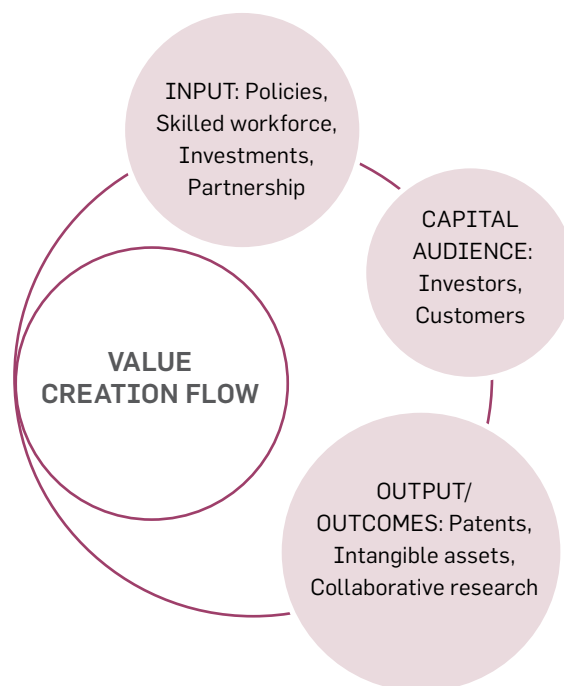 INPUT: Policies,
Skilled workforce,
Investments,
Partnership
CAPITAL
AUDIENCE:
Investors,
Customers
VALUE
CREATION FLOW
OUTPUT/
OUTCOMES: Patents,
Intangible assets,
Collaborative research